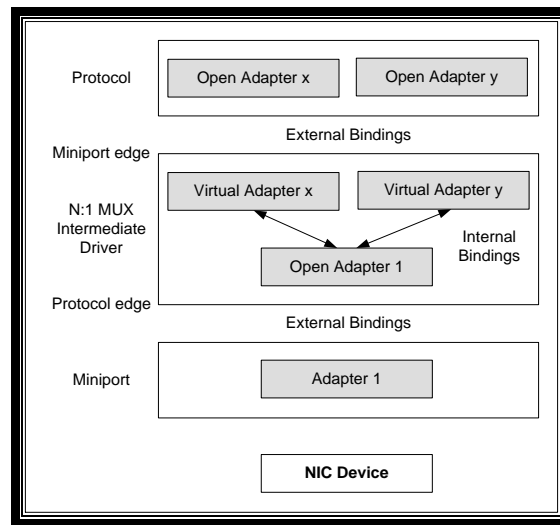 Protocol
Open Adapter x
Open Adapter y
External Bindings
Miniport edge
Virtual Adapter x
Virtual Adapter y
N:1 MUX
Intermediate
Driver
Internal
Bindings
Open Adapter 1
Protocol edge
External Bindings
Miniport
Adapter 1
NIC Device